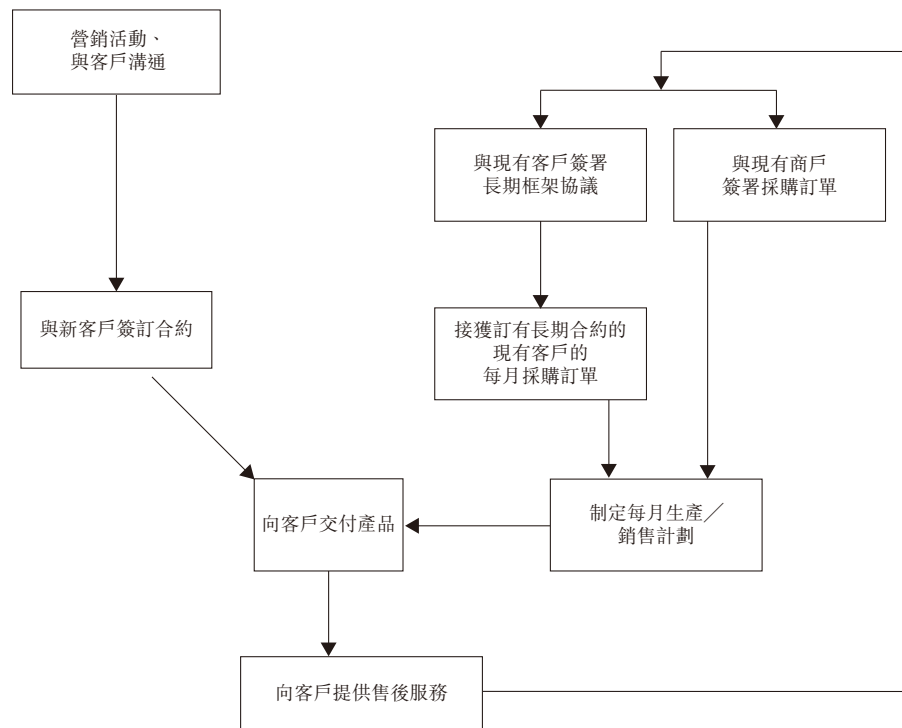 營銷活動、
與客戶溝通
與現有客戶簽署
長期框架協議
與現有商戶
簽署採購訂單
與新客戶簽訂合約
接獲訂有長期合約的
現有客戶的
每月採購訂單
向客戶交付產品
制定每月生產╱
銷售計劃
向客戶提供售後服務